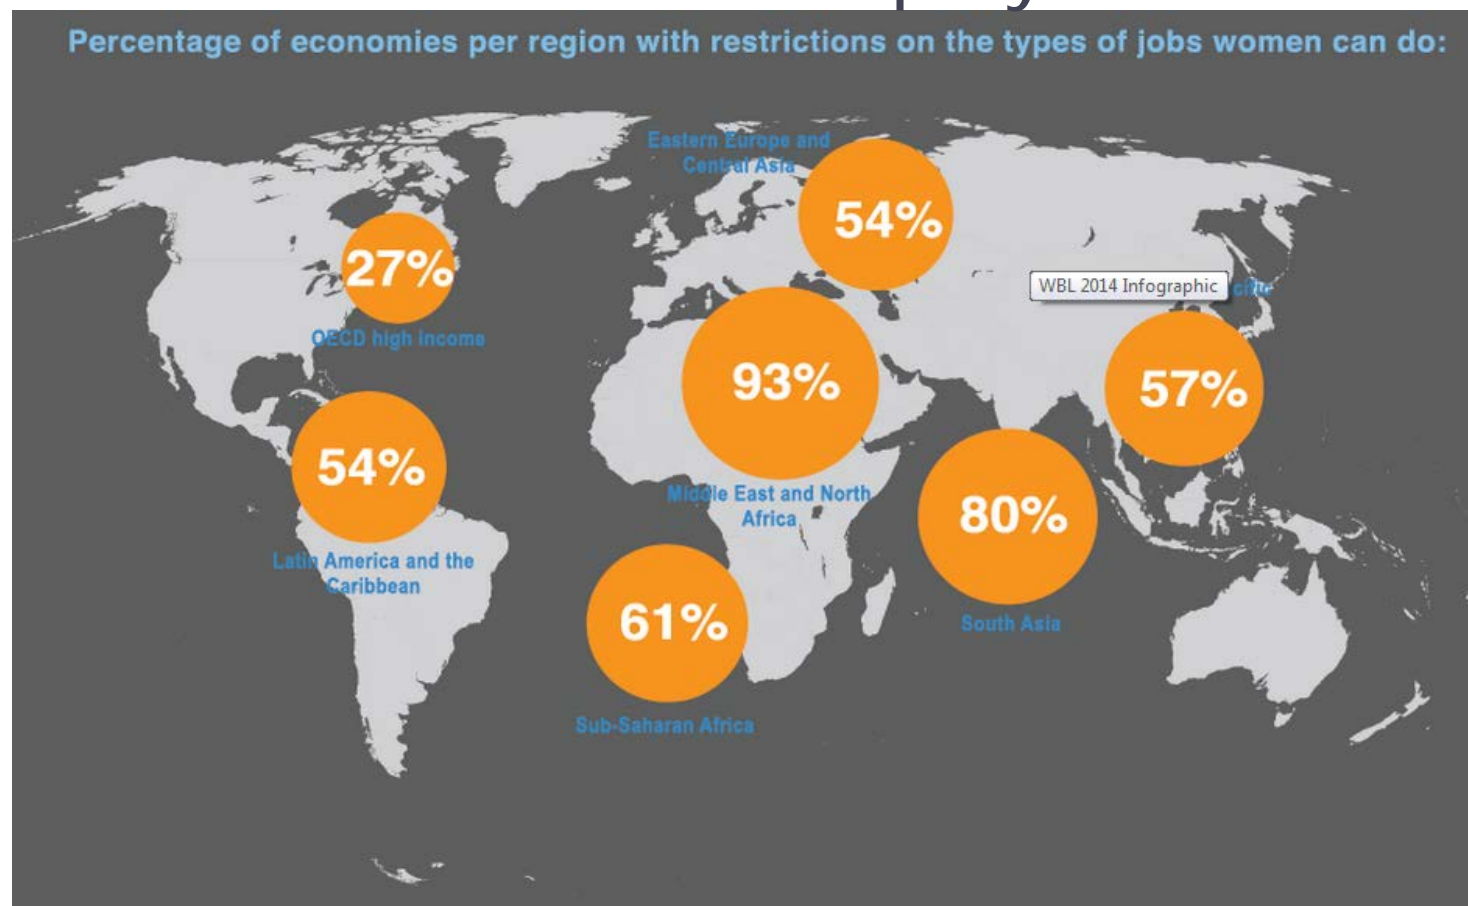 Percentage of economies per region with restrictions on the types of jobs women can do:
Eastern Europe and
Central Asia
54%
27%
OECD high income
WBL 2014 Infographic
93%
Middle East and North
Africa
57%
54%
Latin America and the
Caribbean
80%
South Asia
61%
Sub-Saharan Africa